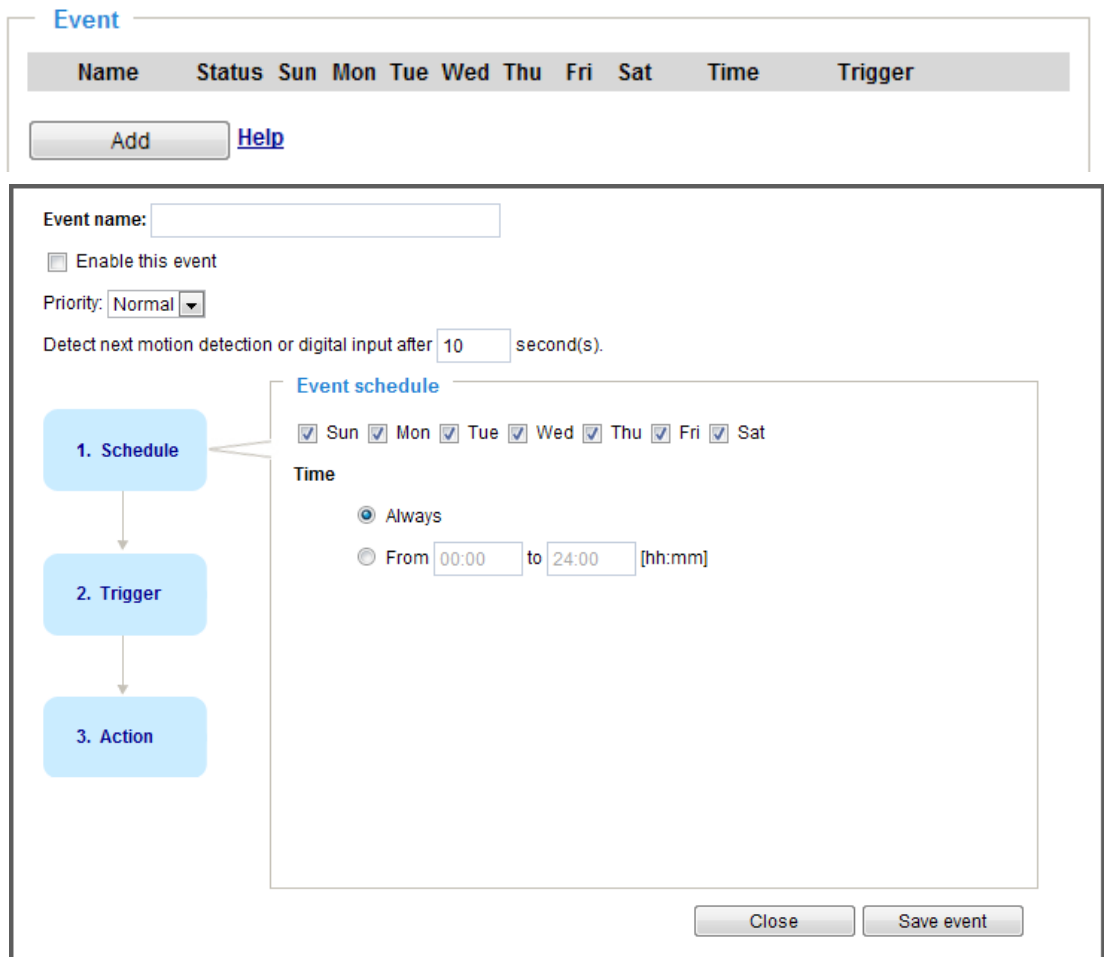 Event
Name Status Sun Mon Tue Wed Thu Fri Sat Time Trigger
Add Help
Event name:
Enable this event
Priority: Normal
Detect next motion detection or digital input after 10 second(s).
Event schedule
1. Schedule
Sun Mon Tue Wed Thu Fri Sat
Time
Always
From 00:00 to 24:00 [hh:mm]
2. Trigger
3. Action
Close Save event